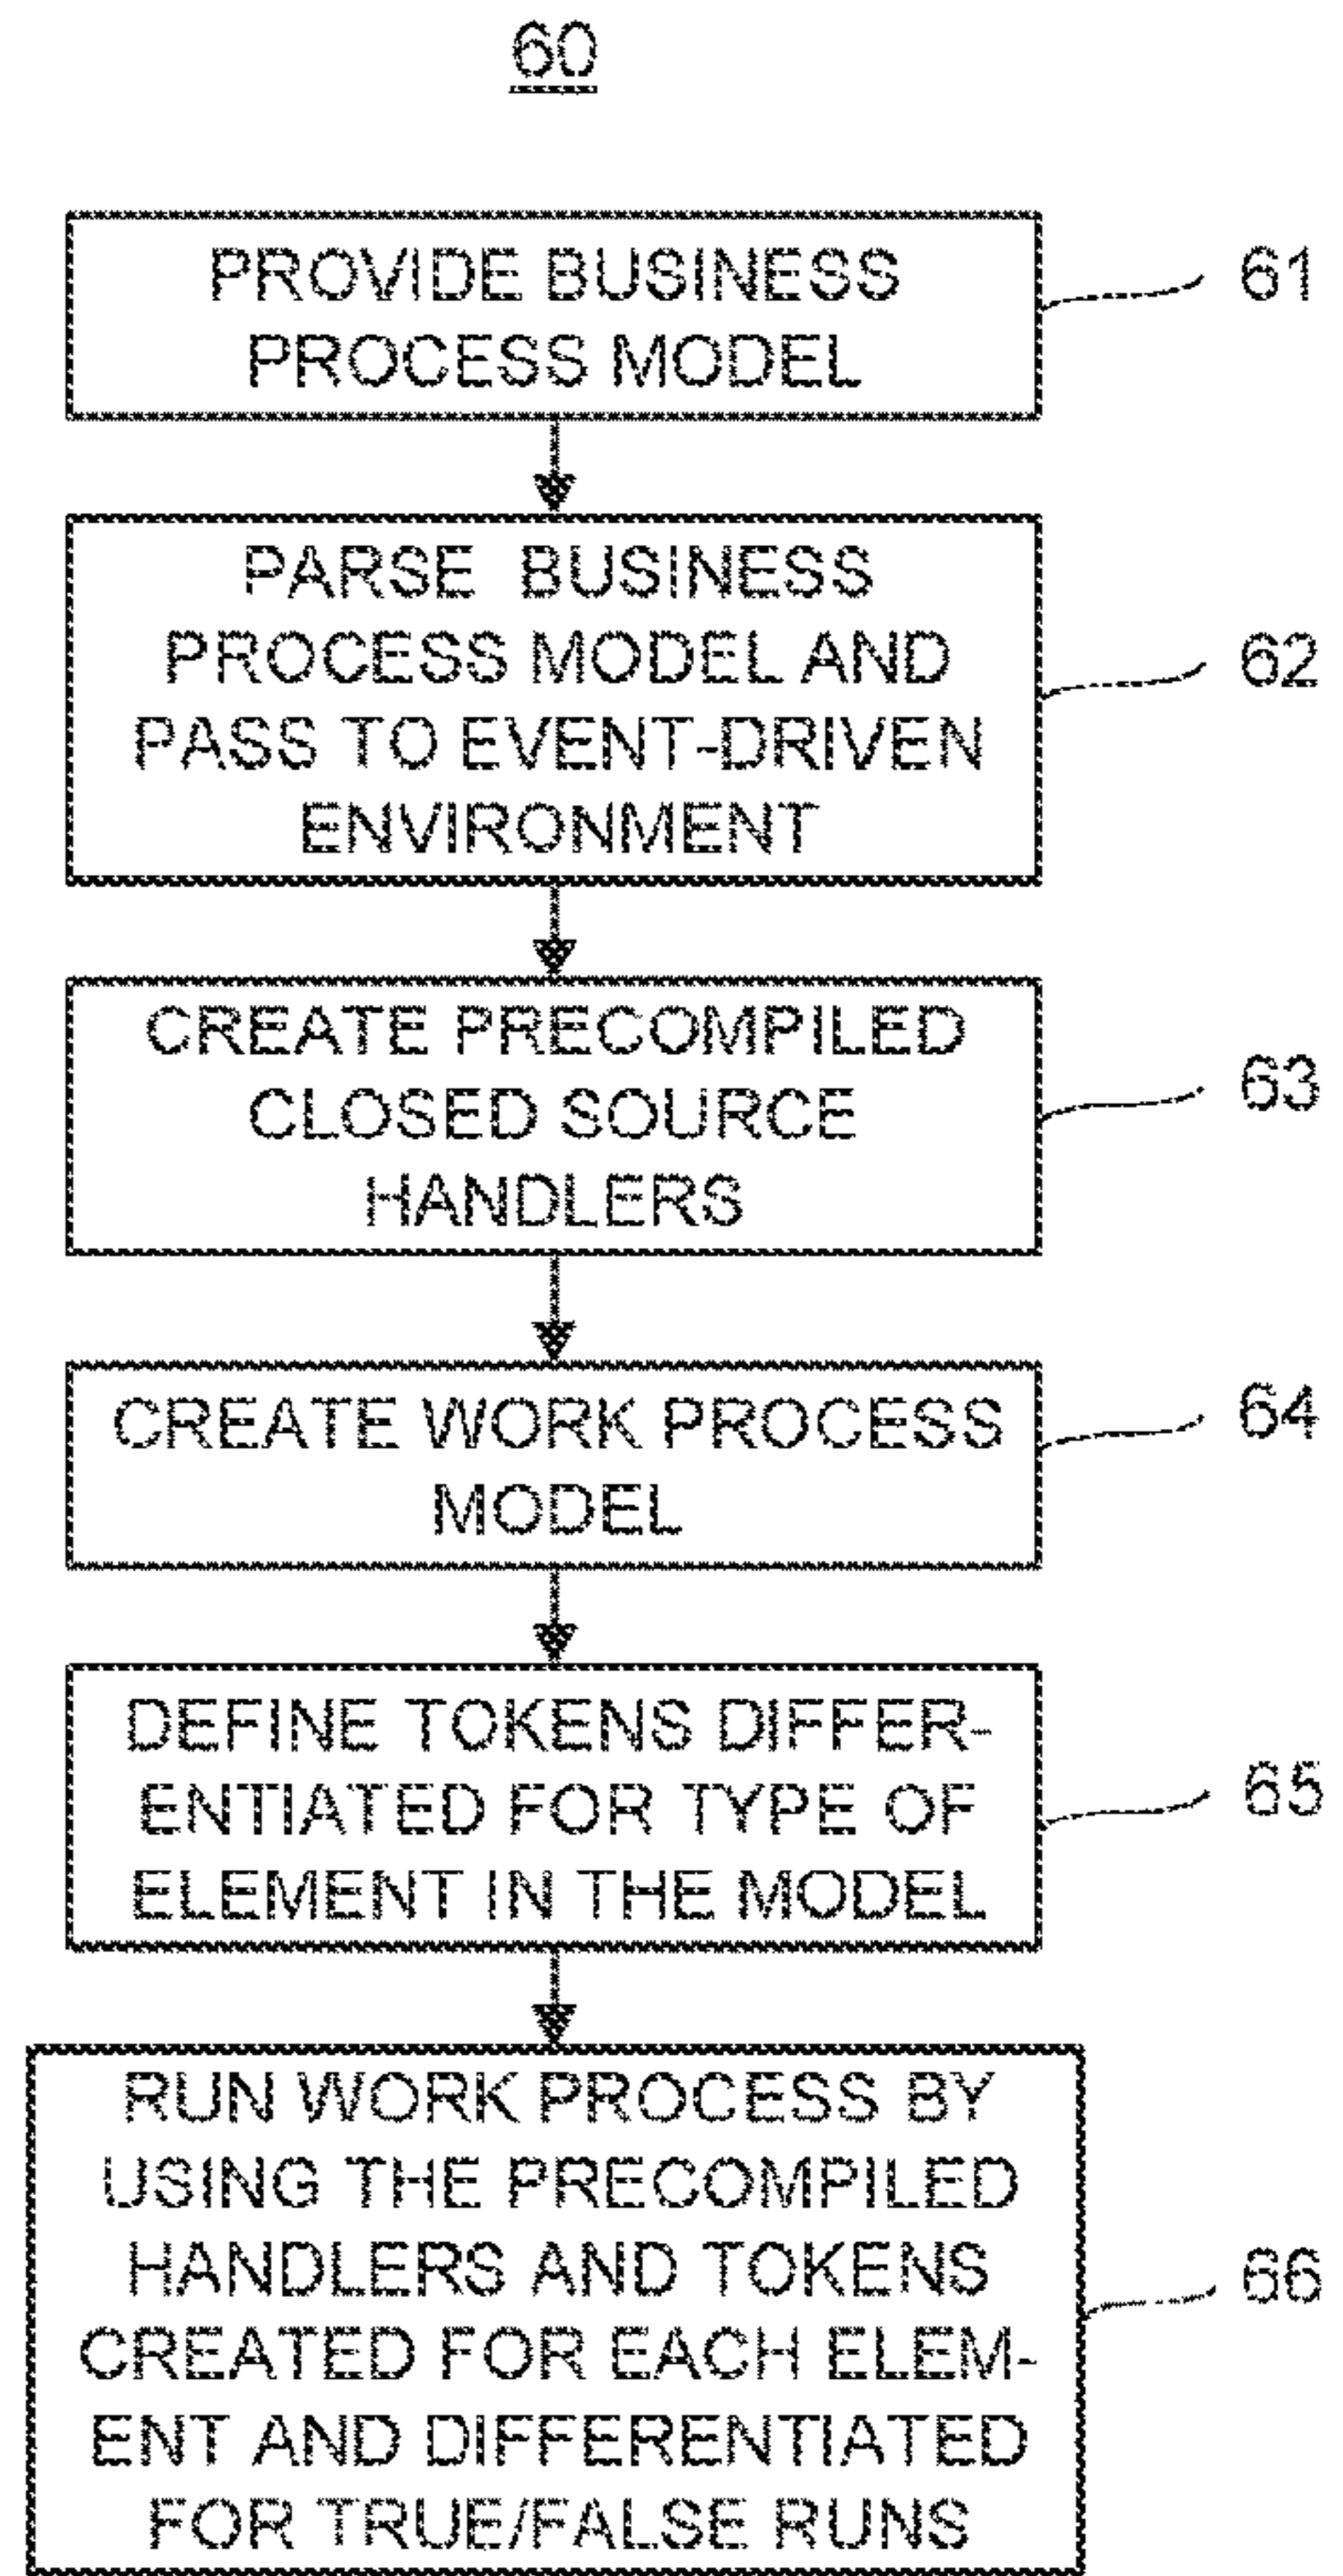 60
PROVIDE BUSINESS
PROCESS MODEL
61
PARSE BUSINESS
PROCESS MODEL AND
PASS TO EVENT-DRIVEN
ENVIRONMENT
62
CREATE PRECOMPILED
CLOSED SOURCE
HANDLERS
63
CREATE WORK PROCESS
MODEL
64
DEFINE TOKENS DIFFER-
ENTIATED FOR TYPE OF
ELEMENT IN THE MODEL
65
RUN WORK PROCESS BY
USING THE PRECOMPILED
HANDLERS AND TOKENS
CREATED FOR EACH ELEM-
ENT AND DIFFERENTIATED
FOR TRUE/FALSE RUNS
66